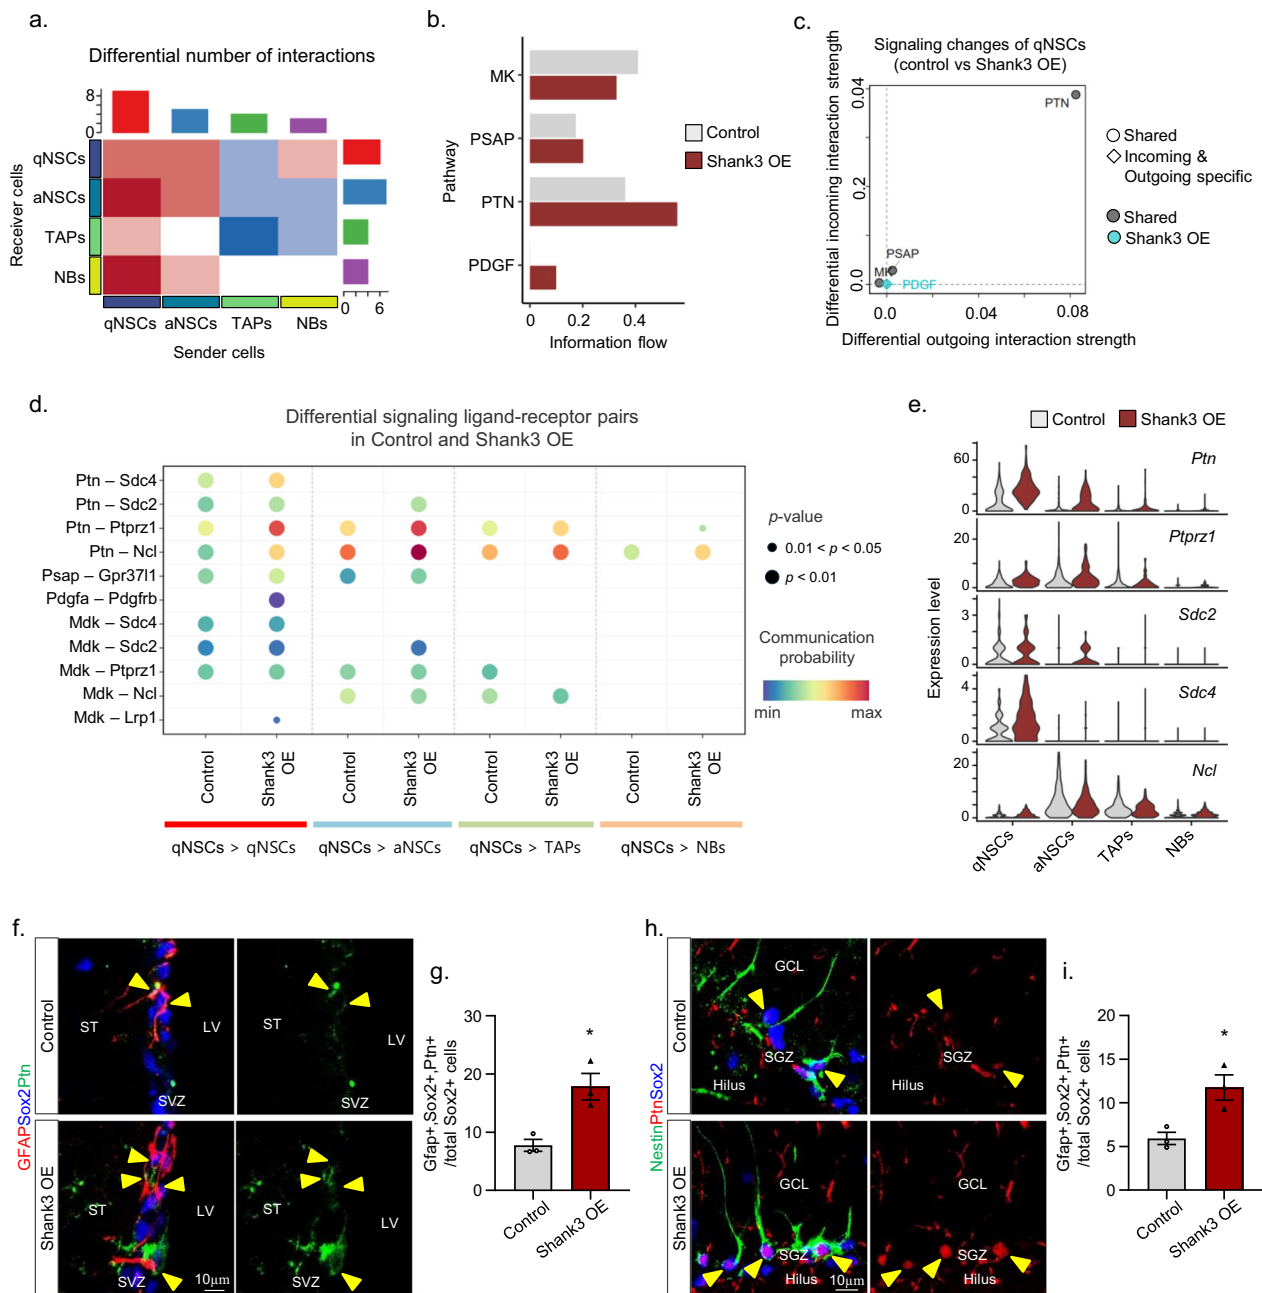 a.
Differential number of interactions
8
4
0
Receiver cells
qNSCs
aNSCs
TAPs
NBs
0
6
qNSCs aNSCs TAPs NBs
Sender cells
b.
Pathway
MK
PSAP
PTN
PDGF
0 0.2 0.4
Information flow
Control
Shank3 OE
c.
Signaling changes of qNSCs
(control vs Shank3 OE)
Differential incoming interaction strength
0.04
0.2
0.0
PTN
PSAP
MK
PDGF
0.0 0.04 0.08
Differential outgoing interaction strength
Shared
Incoming &
Outgoing specific
Shared
Shank3 OE
d.
Differential signaling ligand-receptor pairs
in Control and Shank3 OE
Ptn – Sdc4
Ptn – Sdc2
Ptn – Ptprz1
Ptn – Ncl
Psap – Gpr37l1
Pdgfa – Pdgfrb
Mdk – Sdc4
Mdk – Sdc2
Mdk – Ptprz1
Mdk – Ncl
Mdk – Lrp1
Control
Shank3 OE
Control
Shank3 OE
Control
Shank3 OE
Control
Shank3 OE
qNSCs > qNSCs
qNSCs > aNSCs
qNSCs > TAPs
qNSCs > NBs
p-value
0.01 < p < 0.05
p < 0.01
Communication
probability
min max
e.
Control
Shank3 OE
Expression level
60
0
Ptn
20
0
Ptprz1
3
0
Sdc2
4
0
Sdc4
20
0
Ncl
qNSCs
aNSCs
TAPs
NBs
f.
GFAPSox2Ptn
Control
ST
LV
SVZ
ST
LV
SVZ
Shank3 OE
ST
LV
SVZ
10μm
g.
Gfap+,Sox2+,Ptn+
/total Sox2+ cells
30
20
10
0
*
Control
Shank3 OE
h.
NestinPtnSox2
Control
GCL
SGZ
Hilus
GCL
SGZ
Hilus
Shank3 OE
GCL
SGZ
Hilus
10μm
GCL
SGZ
Hilus
i.
Gfap+,Sox2+,Ptn+
/total Sox2+ cells
20
15
10
5
0
*
Control
Shank3 OE